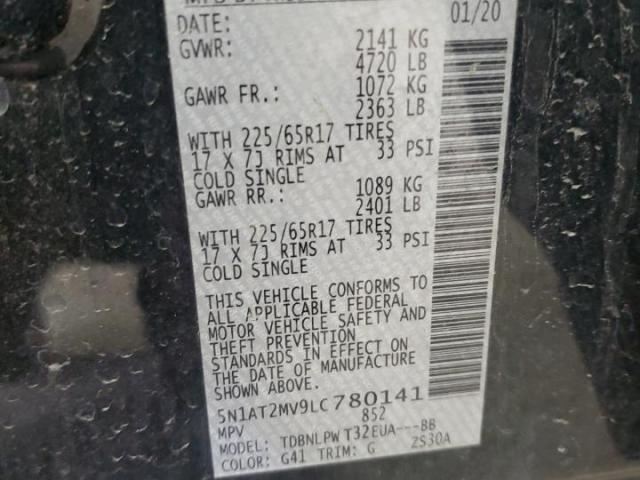 DATE: 01/20
GVWR: 2141 KG
4720 LB
GAWR FR.: 1072 KG
2363 LB
WITH 225/65R17 TIRES
17 X 7J RIMS AT 33 PSI
COLD SINGLE
GAWR RR.: 1089 KG
2401 LB
WITH 225/65R17 TIRES
17 X 7J RIMS AT 33 PSI
COLD SINGLE
THIS VEHICLE CONFORMS TO
ALL APPLICABLE FEDERAL
MOTOR VEHICLE SAFETY AND
THEFT PREVENTION
STANDARDS IN EFFECT ON
THE DATE OF MANUFACTURE
SHOWN ABOVE.
5N1AT2MV9LC780141
MPV 852
MODEL: TDBNLPW T32EUA---BB
COLOR: G41 TRIM: G 2S30A